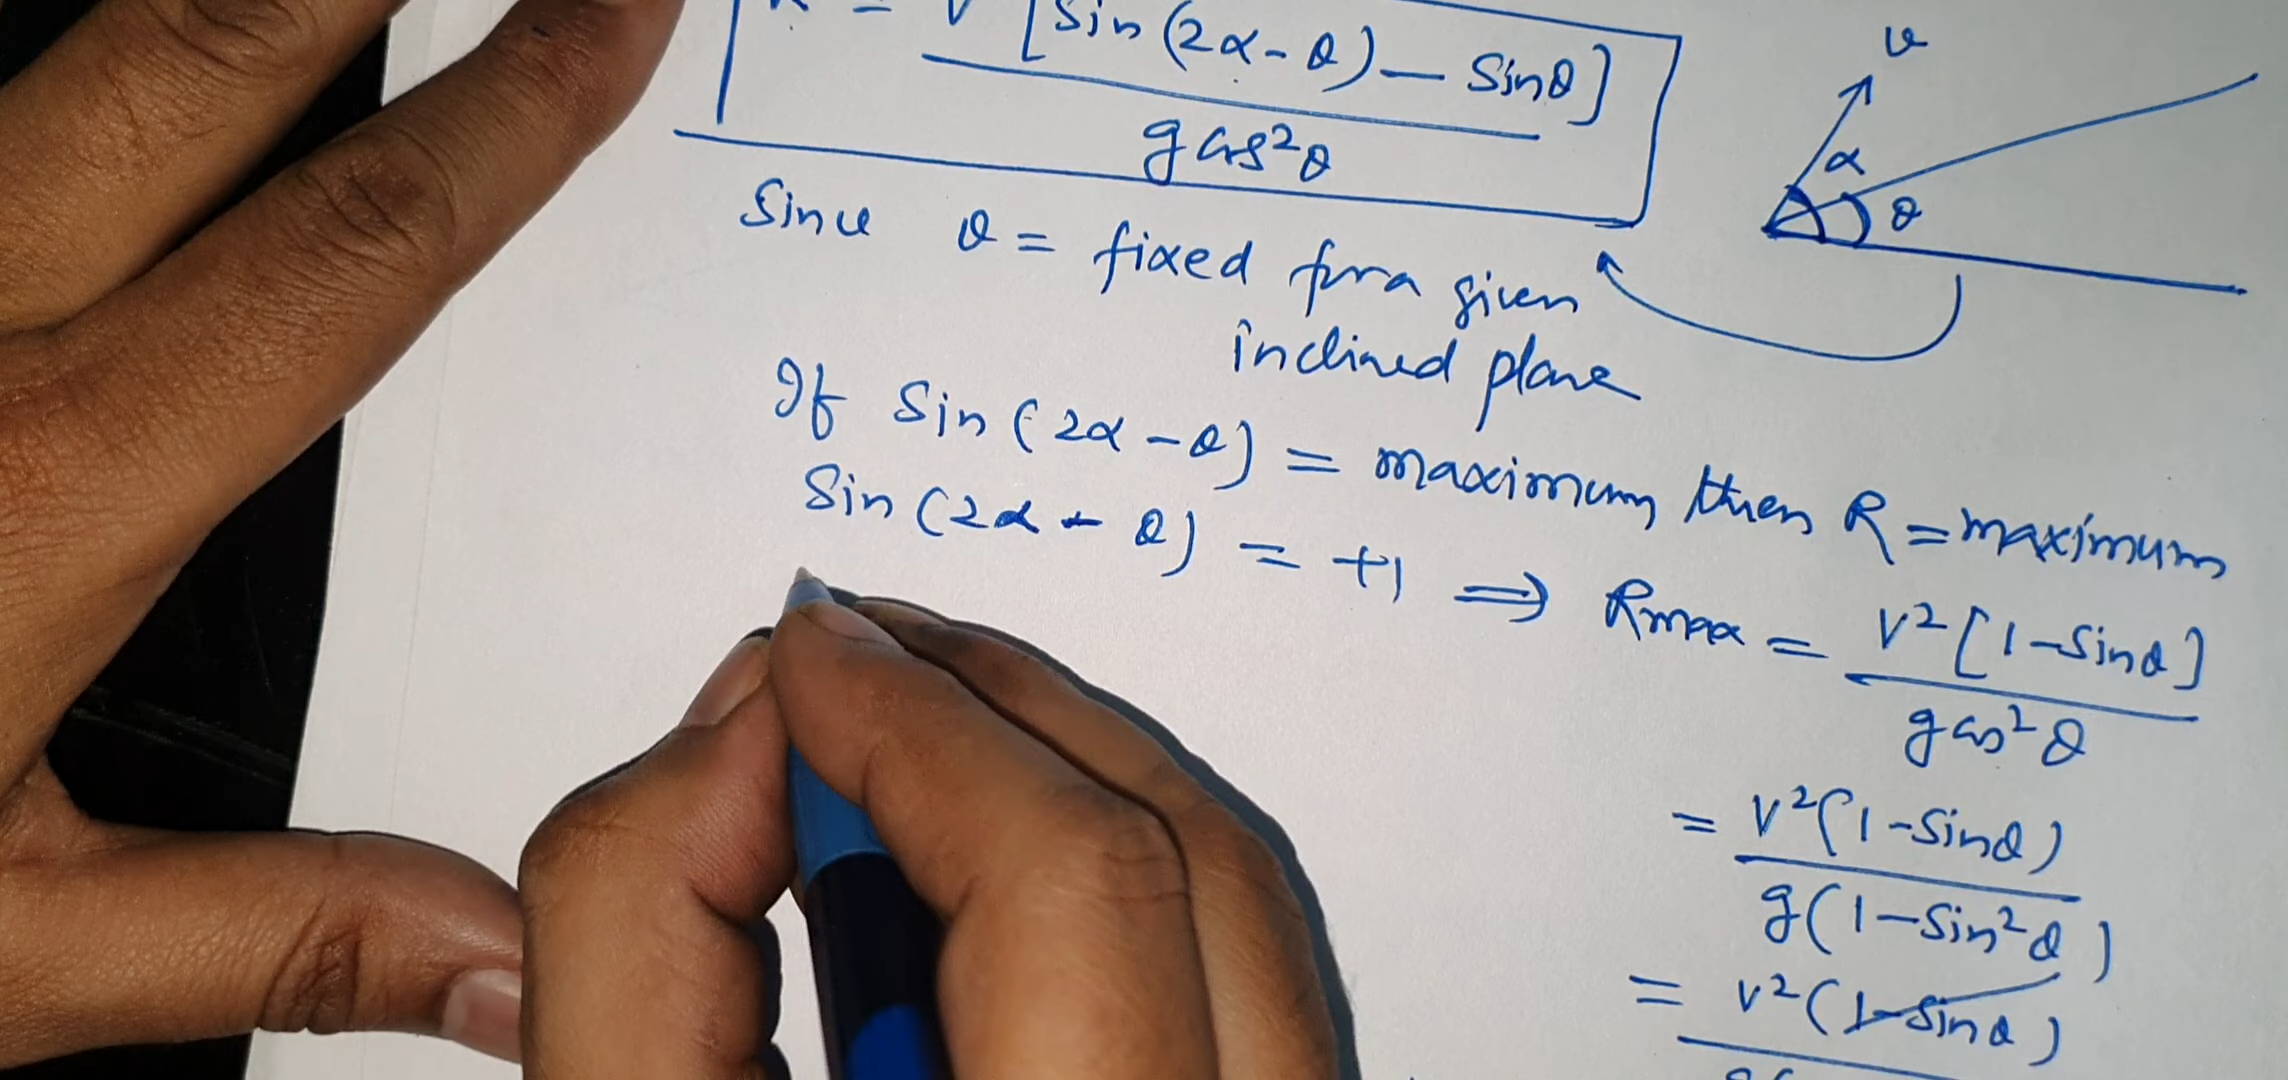 = V [Sin (2α - θ) - Sinθ]
g cos²θ
v
α
θ
Since θ = fixed for a given
inclined plane
If Sin (2α - θ) = maximum then R = maximum
Sin (2α - θ) = +1 ⇒ Rmax = V² [1 - Sinθ]
g cos²θ
= V² (1 - Sinθ)
g (1 - Sin²θ)
= V² (1 - Sinθ)